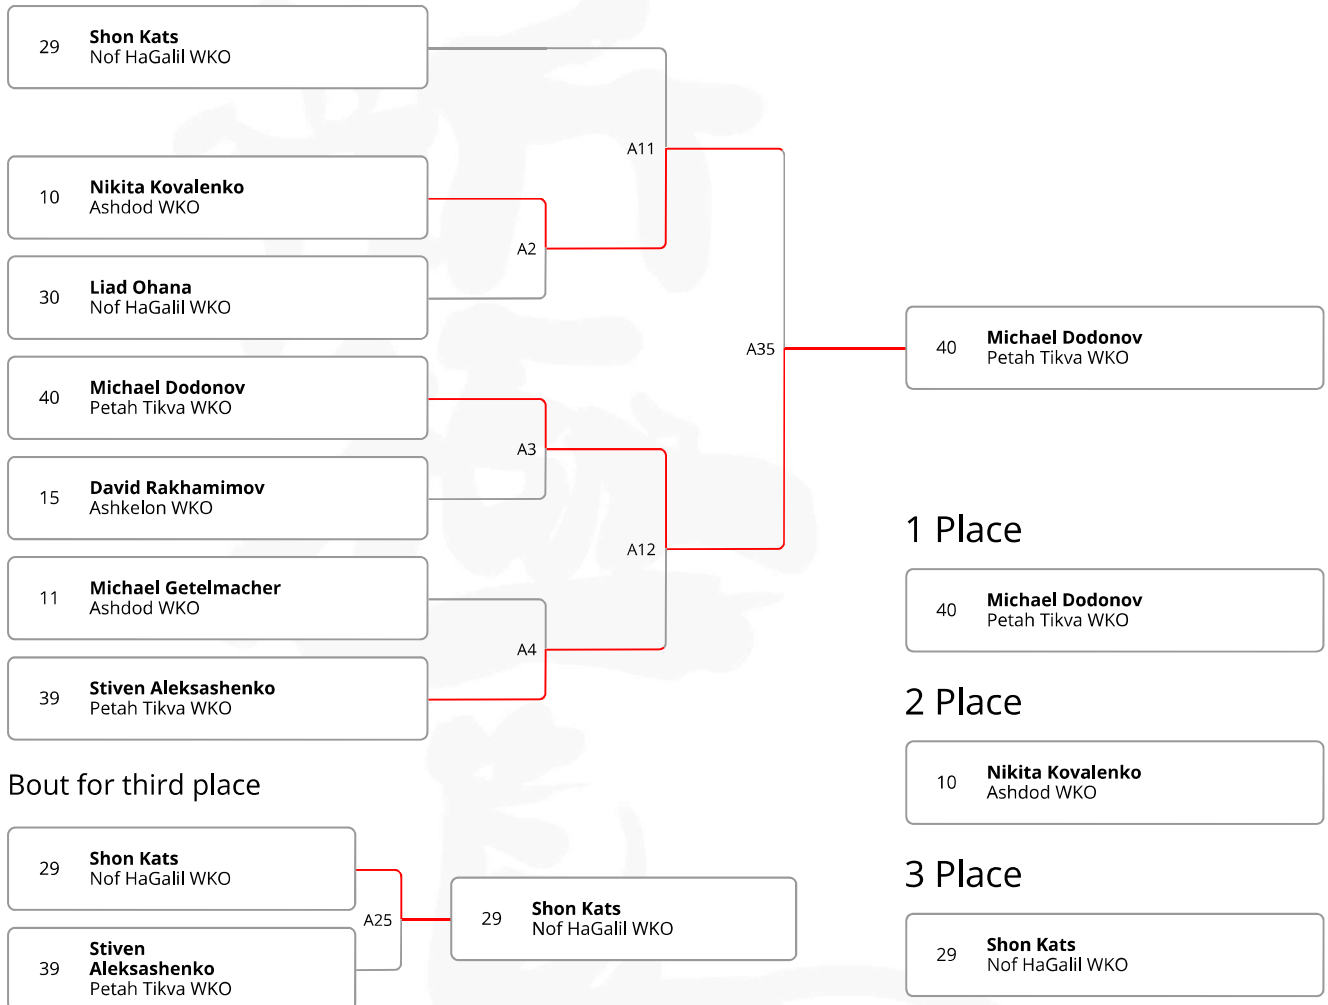 29
Shon Kats
Nof HaGalil WKO
A11
10
Nikita Kovalenko
Ashdod WKO
A2
30
Liad Ohana
Nof HaGalil WKO
A35
40
Michael Dodonov
Petah Tikva WKO
40
Michael Dodonov
Petah Tikva WKO
A3
15
David Rakhamimov
Ashkelon WKO
A12
11
Michael Getelmacher
Ashdod WKO
A4
39
Stiven Aleksashenko
Petah Tikva WKO
Bout for third place
29
Shon Kats
Nof HaGalil WKO
A25
39
Stiven
Aleksashenko
Petah Tikva WKO
29
Shon Kats
Nof HaGalil WKO
1 Place
40
Michael Dodonov
Petah Tikva WKO
2 Place
10
Nikita Kovalenko
Ashdod WKO
3 Place
29
Shon Kats
Nof HaGalil WKO